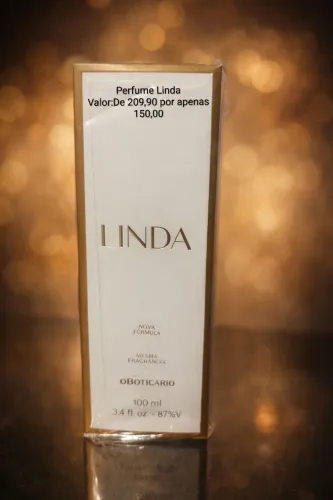 Perfume Linda
Valor:De 209,90 por apenas
150,00
LINDA
NOVA
FÓRMULA
MESMA
FRAGRÂNCIA
oBOTICÁRIO
100 ml
3.4 fl. oz. - 87%V